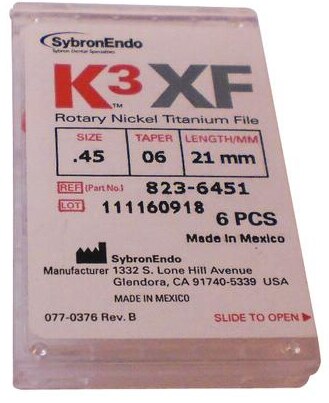 SybronEndo
Sybron Dental Specialties
K3XF
™
Rotary Nickel Titanium File
SIZE TAPER LENGTH/MM
.45 06 21 mm
REF (Part No.) 823-6451
LOT 111160918 6 PCS
Made in Mexico
SybronEndo
Manufacturer 1332 S. Lone Hill Avenue
Glendora, CA 91740-5339 USA
MADE IN MEXICO
077-0376 Rev. B SLIDE TO OPEN ▶